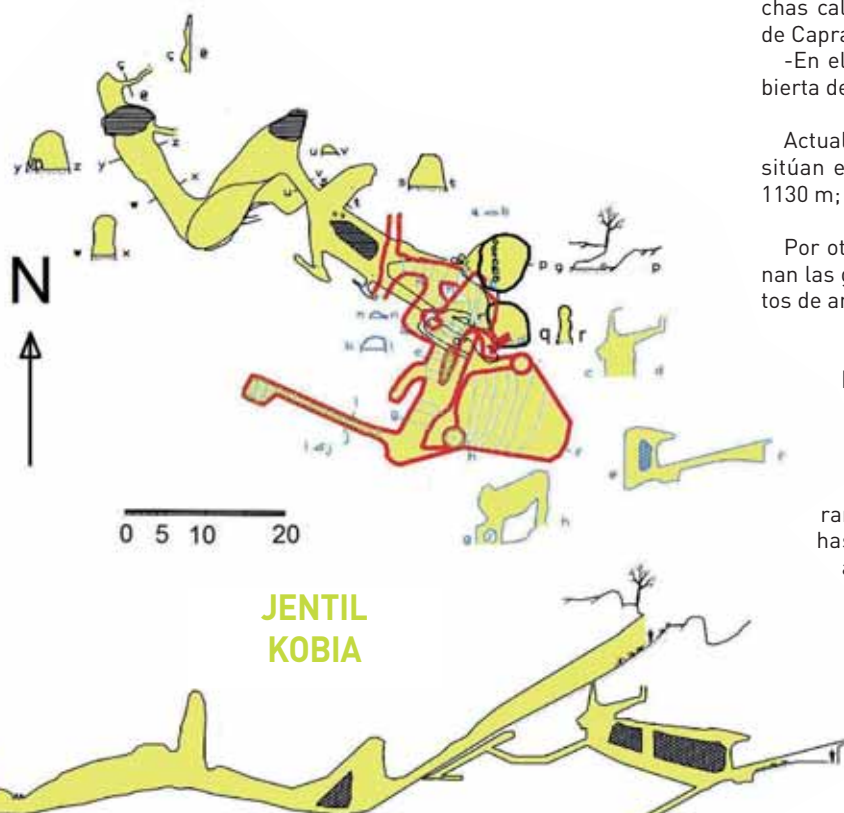 chas cal
de Capra
-En el
bierta de
Actual
sitúan e
1130 m;
Por ot
nan las g
tos de ar
ran
has
ç
e
ç e
y z
y z
w x
w x
u v
u v
s t
t
p q p
q r
c d
e f
g h
g h
i j
i j
N
0 5 10 20
JENTIL
KOBIA